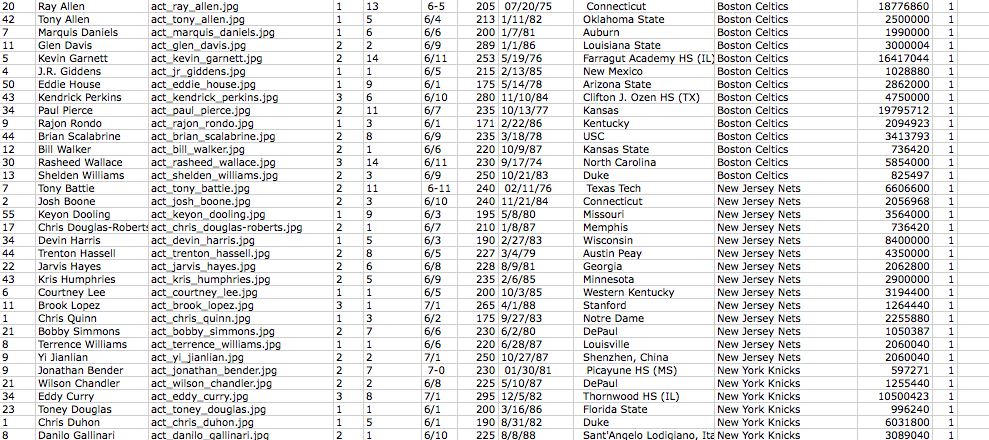 20 Ray Allen act_ray_allen.jpg 1 13 6-5 205 07/20/75 Connecticut Boston Celtics 18776860 1
42 Tony Allen act_tony_allen.jpg 1 5 6/4 213 1/11/82 Oklahoma State Boston Celtics 2500000 1
7 Marquis Daniels act_marquis_daniels.jpg 1 6 6/6 200 1/7/81 Auburn Boston Celtics 1990000 1
11 Glen Davis act_glen_davis.jpg 2 2 6/9 289 1/1/86 Louisiana State Boston Celtics 3000004 1
5 Kevin Garnett act_kevin_garnett.jpg 2 14 6/11 253 5/19/76 Farragut Academy HS (IL) Boston Celtics 16417044 1
4 J.R. Giddens act_jr_giddens.jpg 1 1 6/5 215 2/13/85 New Mexico Boston Celtics 1028880 1
50 Eddie House act_eddie_house.jpg 1 9 6/1 175 5/14/78 Arizona State Boston Celtics 2862000 1
43 Kendrick Perkins act_kendrick_perkins.jpg 3 6 6/10 280 11/10/84 Clifton J. Ozen HS (TX) Boston Celtics 4750000 1
34 Paul Pierce act_paul_pierce.jpg 2 11 6/7 235 10/13/77 Kansas Boston Celtics 19795712 1
9 Rajon Rondo act_rajon_rondo.jpg 1 3 6/1 171 2/22/86 Kentucky Boston Celtics 2094923 1
44 Brian Scalabrine act_brian_scalabrine.jpg 2 8 6/9 235 3/18/78 USC Boston Celtics 3413793 1
12 Bill Walker act_bill_walker.jpg 2 1 6/6 220 10/9/87 Kansas State Boston Celtics 736420 1
30 Rasheed Wallace act_rasheed_wallace.jpg 3 14 6/11 230 9/17/74 North Carolina Boston Celtics 5854000 1
13 Shelden Williams act_shelden_williams.jpg 2 3 6/9 250 10/21/83 Duke Boston Celtics 825497 1
7 Tony Battie act_tony_battie.jpg 2 11 6-11 240 02/11/76 Texas Tech New Jersey Nets 6606600 1
2 Josh Boone act_josh_boone.jpg 2 3 6/10 240 11/21/84 Connecticut New Jersey Nets 2056968 1
55 Keyon Dooling act_keyon_dooling.jpg 1 9 6/3 195 5/8/80 Missouri New Jersey Nets 3564000 1
17 Chris Douglas-Roberts act_chris_douglas-roberts.jpg 2 1 6/7 210 1/8/87 Memphis New Jersey Nets 736420 1
34 Devin Harris act_devin_harris.jpg 1 5 6/3 190 2/27/83 Wisconsin New Jersey Nets 8400000 1
44 Trenton Hassell act_trenton_hassell.jpg 2 8 6/5 227 3/4/79 Austin Peay New Jersey Nets 4350000 1
22 Jarvis Hayes act_jarvis_hayes.jpg 2 6 6/8 228 8/9/81 Georgia New Jersey Nets 2062800 1
43 Kris Humphries act_kris_humphries.jpg 2 5 6/9 235 2/6/85 Minnesota New Jersey Nets 2900000 1
6 Courtney Lee act_courtney_lee.jpg 1 1 6/5 200 10/3/85 Western Kentucky New Jersey Nets 3194400 1
11 Brook Lopez act_brook_lopez.jpg 3 1 7/1 265 4/1/88 Stanford New Jersey Nets 1264440 1
1 Chris Quinn act_chris_quinn.jpg 1 3 6/2 175 9/27/83 Notre Dame New Jersey Nets 2255880 1
21 Bobby Simmons act_bobby_simmons.jpg 2 7 6/6 230 6/2/80 DePaul New Jersey Nets 1050387 1
8 Terrence Williams act_terrence_williams.jpg 1 1 6/6 220 6/28/87 Louisville New Jersey Nets 2060040 1
9 Yi Jianlian act_yi_jianlian.jpg 2 2 7/1 250 10/27/87 Shenzhen, China New Jersey Nets 2060040 1
9 Jonathan Bender act_jonathan_bender.jpg 2 7 7-0 230 01/30/81 Picayune HS (MS) New York Knicks 597271 1
21 Wilson Chandler act_wilson_chandler.jpg 2 2 6/8 225 5/10/87 DePaul New York Knicks 1255440 1
34 Eddy Curry act_eddy_curry.jpg 3 8 7/1 295 12/5/82 Thornwood HS (IL) New York Knicks 10500423 1
23 Toney Douglas act_toney_douglas.jpg 1 1 6/1 200 3/16/86 Florida State New York Knicks 996240 1
1 Chris Duhon act_chris_duhon.jpg 1 5 6/1 190 8/31/82 Duke New York Knicks 6031800 1
8 Danilo Gallinari act_danilo_gallinari.jpg 2 1 6/10 225 8/8/88 Sant'Angelo Lodigiano, Ita New York Knicks 3089040 1